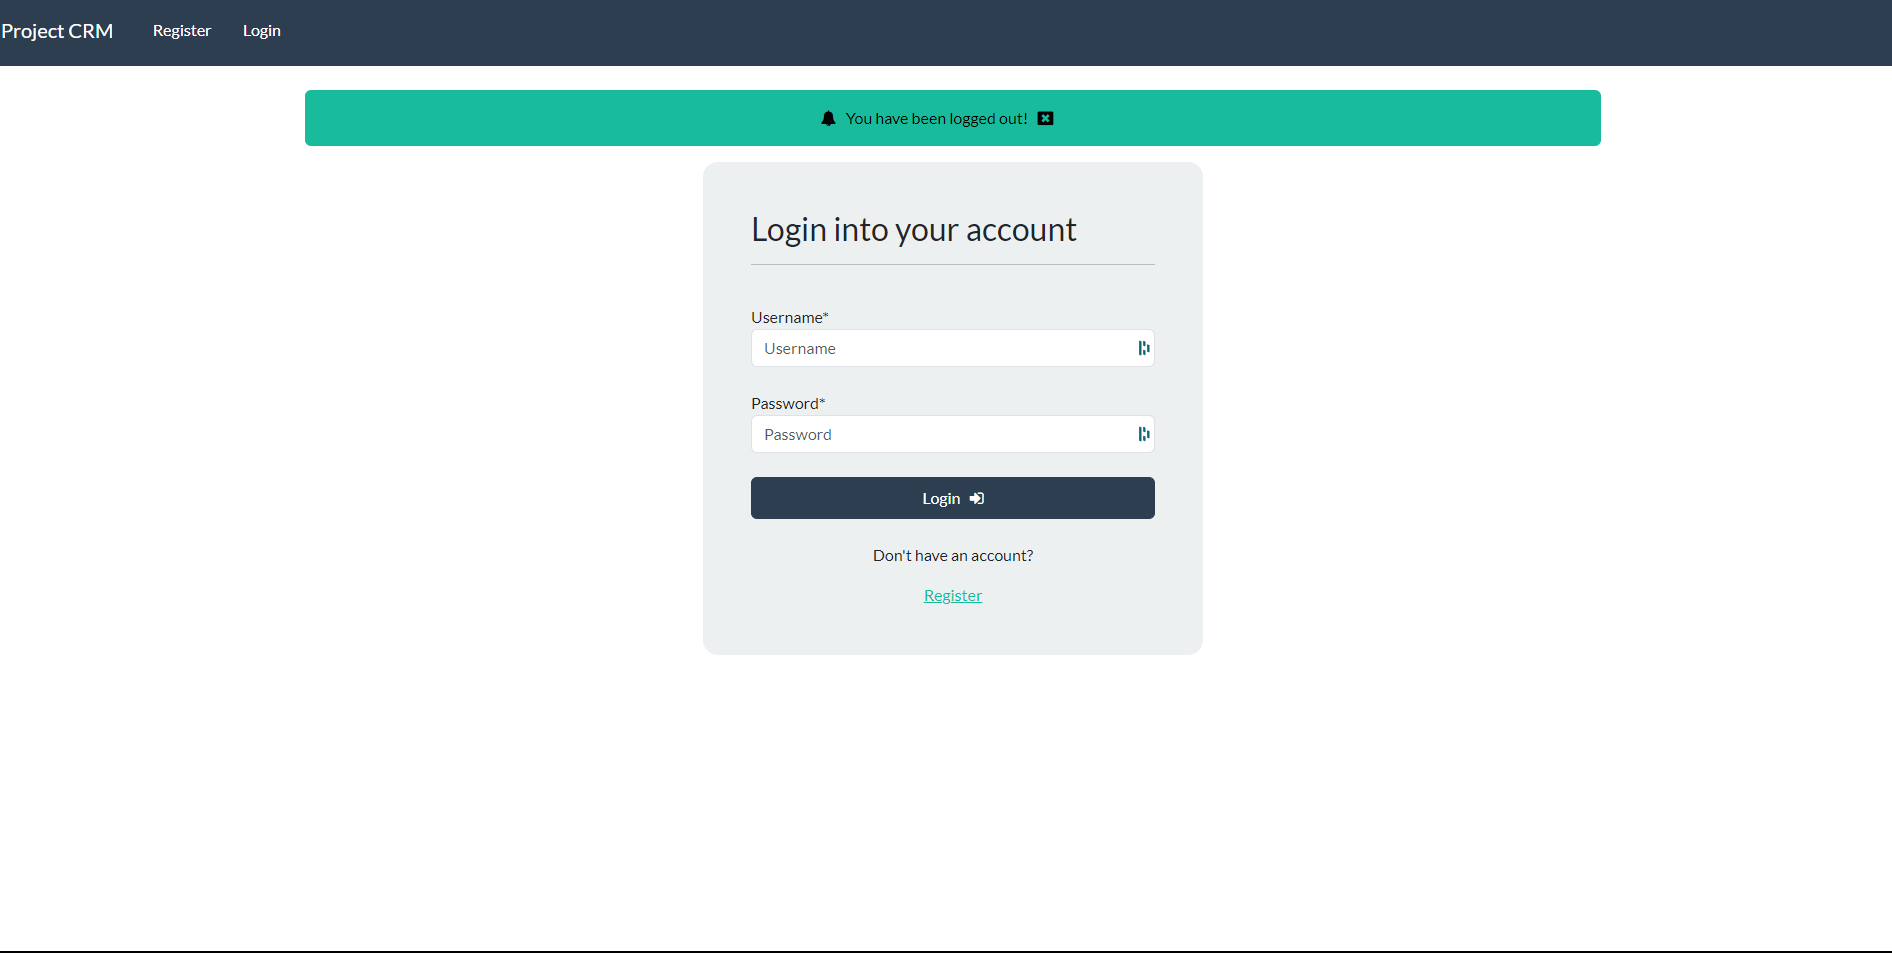 Project CRM Register Login
You have been logged out!
Login into your account
Username*
Username
Password*
Password
Login
Don't have an account?
Register